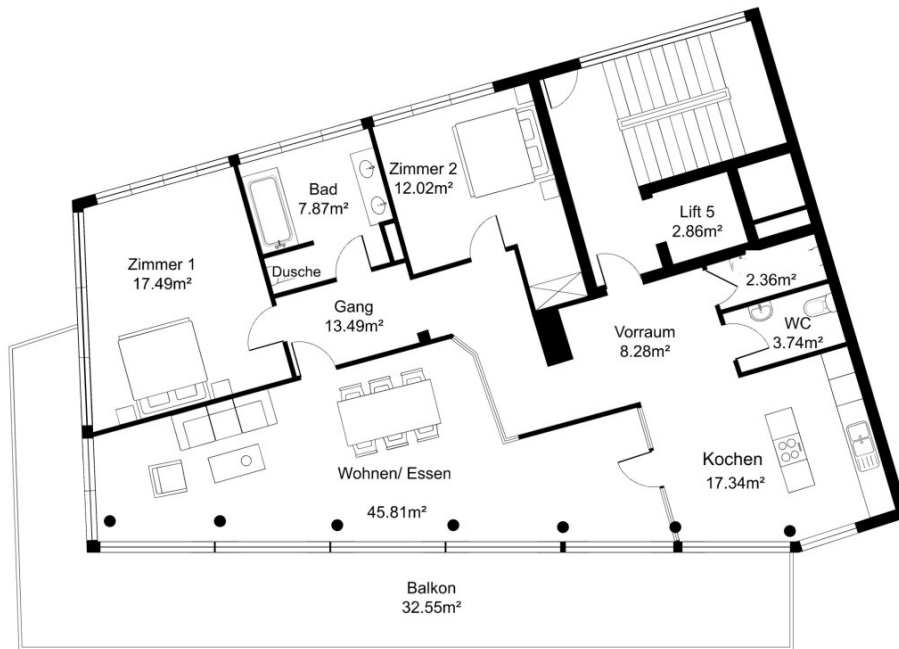 Zimmer 2
12.02m²
Bad
7.87m²
Lift 5
2.86m²
Zimmer 1
17.49m²
Dusche
2.36m²
Gang
13.49m²
Vorraum
8.28m²
WC
3.74m²
Kochen
17.34m²
Wohnen/ Essen
45.81m²
Balkon
32.55m²